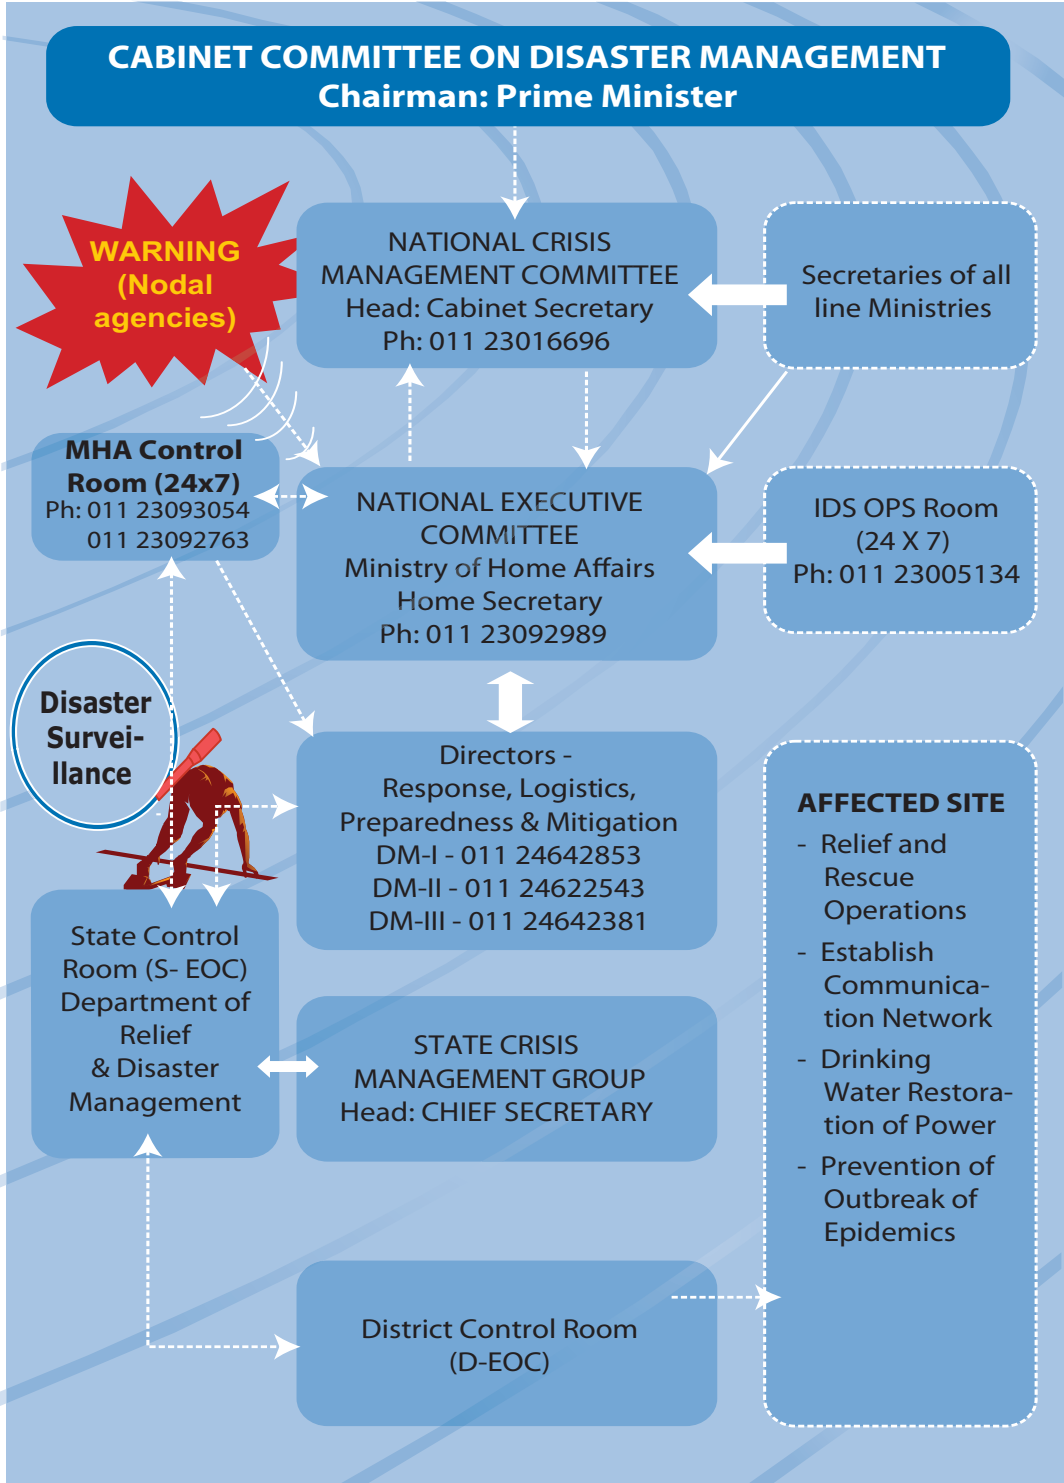 CABINET COMMITTEE ON DISASTER MANAGEMENT
Chairman: Prime Minister
WARNING
(Nodal
agencies)
NATIONAL CRISIS
MANAGEMENT COMMITTEE
Head: Cabinet Secretary
Ph: 011 23016696
Secretaries of all
line Ministries
MHA Control
Room (24x7)
Ph: 011 23093054
011 23092763
NATIONAL EXECUTIVE
COMMITTEE
Ministry of Home Affairs
Home Secretary
Ph: 011 23092989
IDS OPS Room
(24 X 7)
Ph: 011 23005134
Disaster
Survei-
llance
Directors -
Response, Logistics,
Preparedness & Mitigation
DM-I - 011 24642853
DM-II - 011 24622543
DM-III - 011 24642381
AFFECTED SITE
- Relief and
Rescue
Operations
- Establish
Communica-
tion Network
- Drinking
Water Restora-
tion of Power
- Prevention of
Outbreak of
Epidemics
State Control
Room (S- EOC)
Department of
Relief
& Disaster
Management
STATE CRISIS
MANAGEMENT GROUP
Head: CHIEF SECRETARY
District Control Room
(D-EOC)